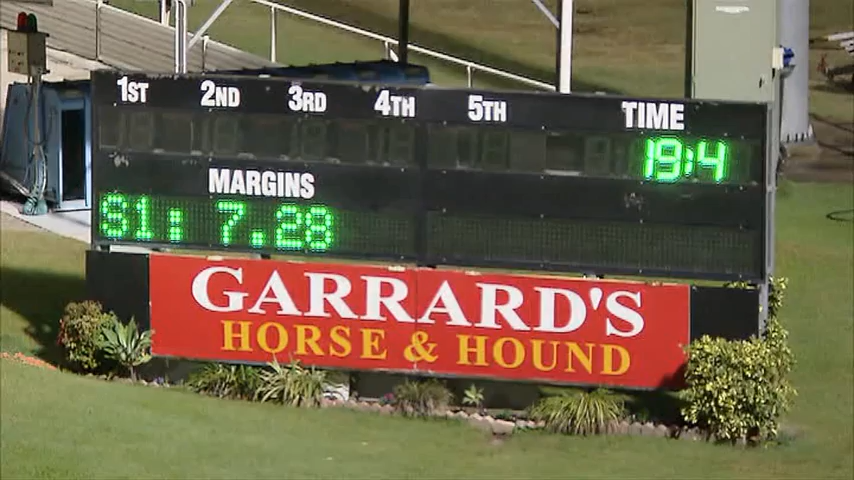 1ST 2ND 3RD 4TH 5TH TIME
19:4
MARGINS
S1: 7.28
GARRARD'S
HORSE & HOUND